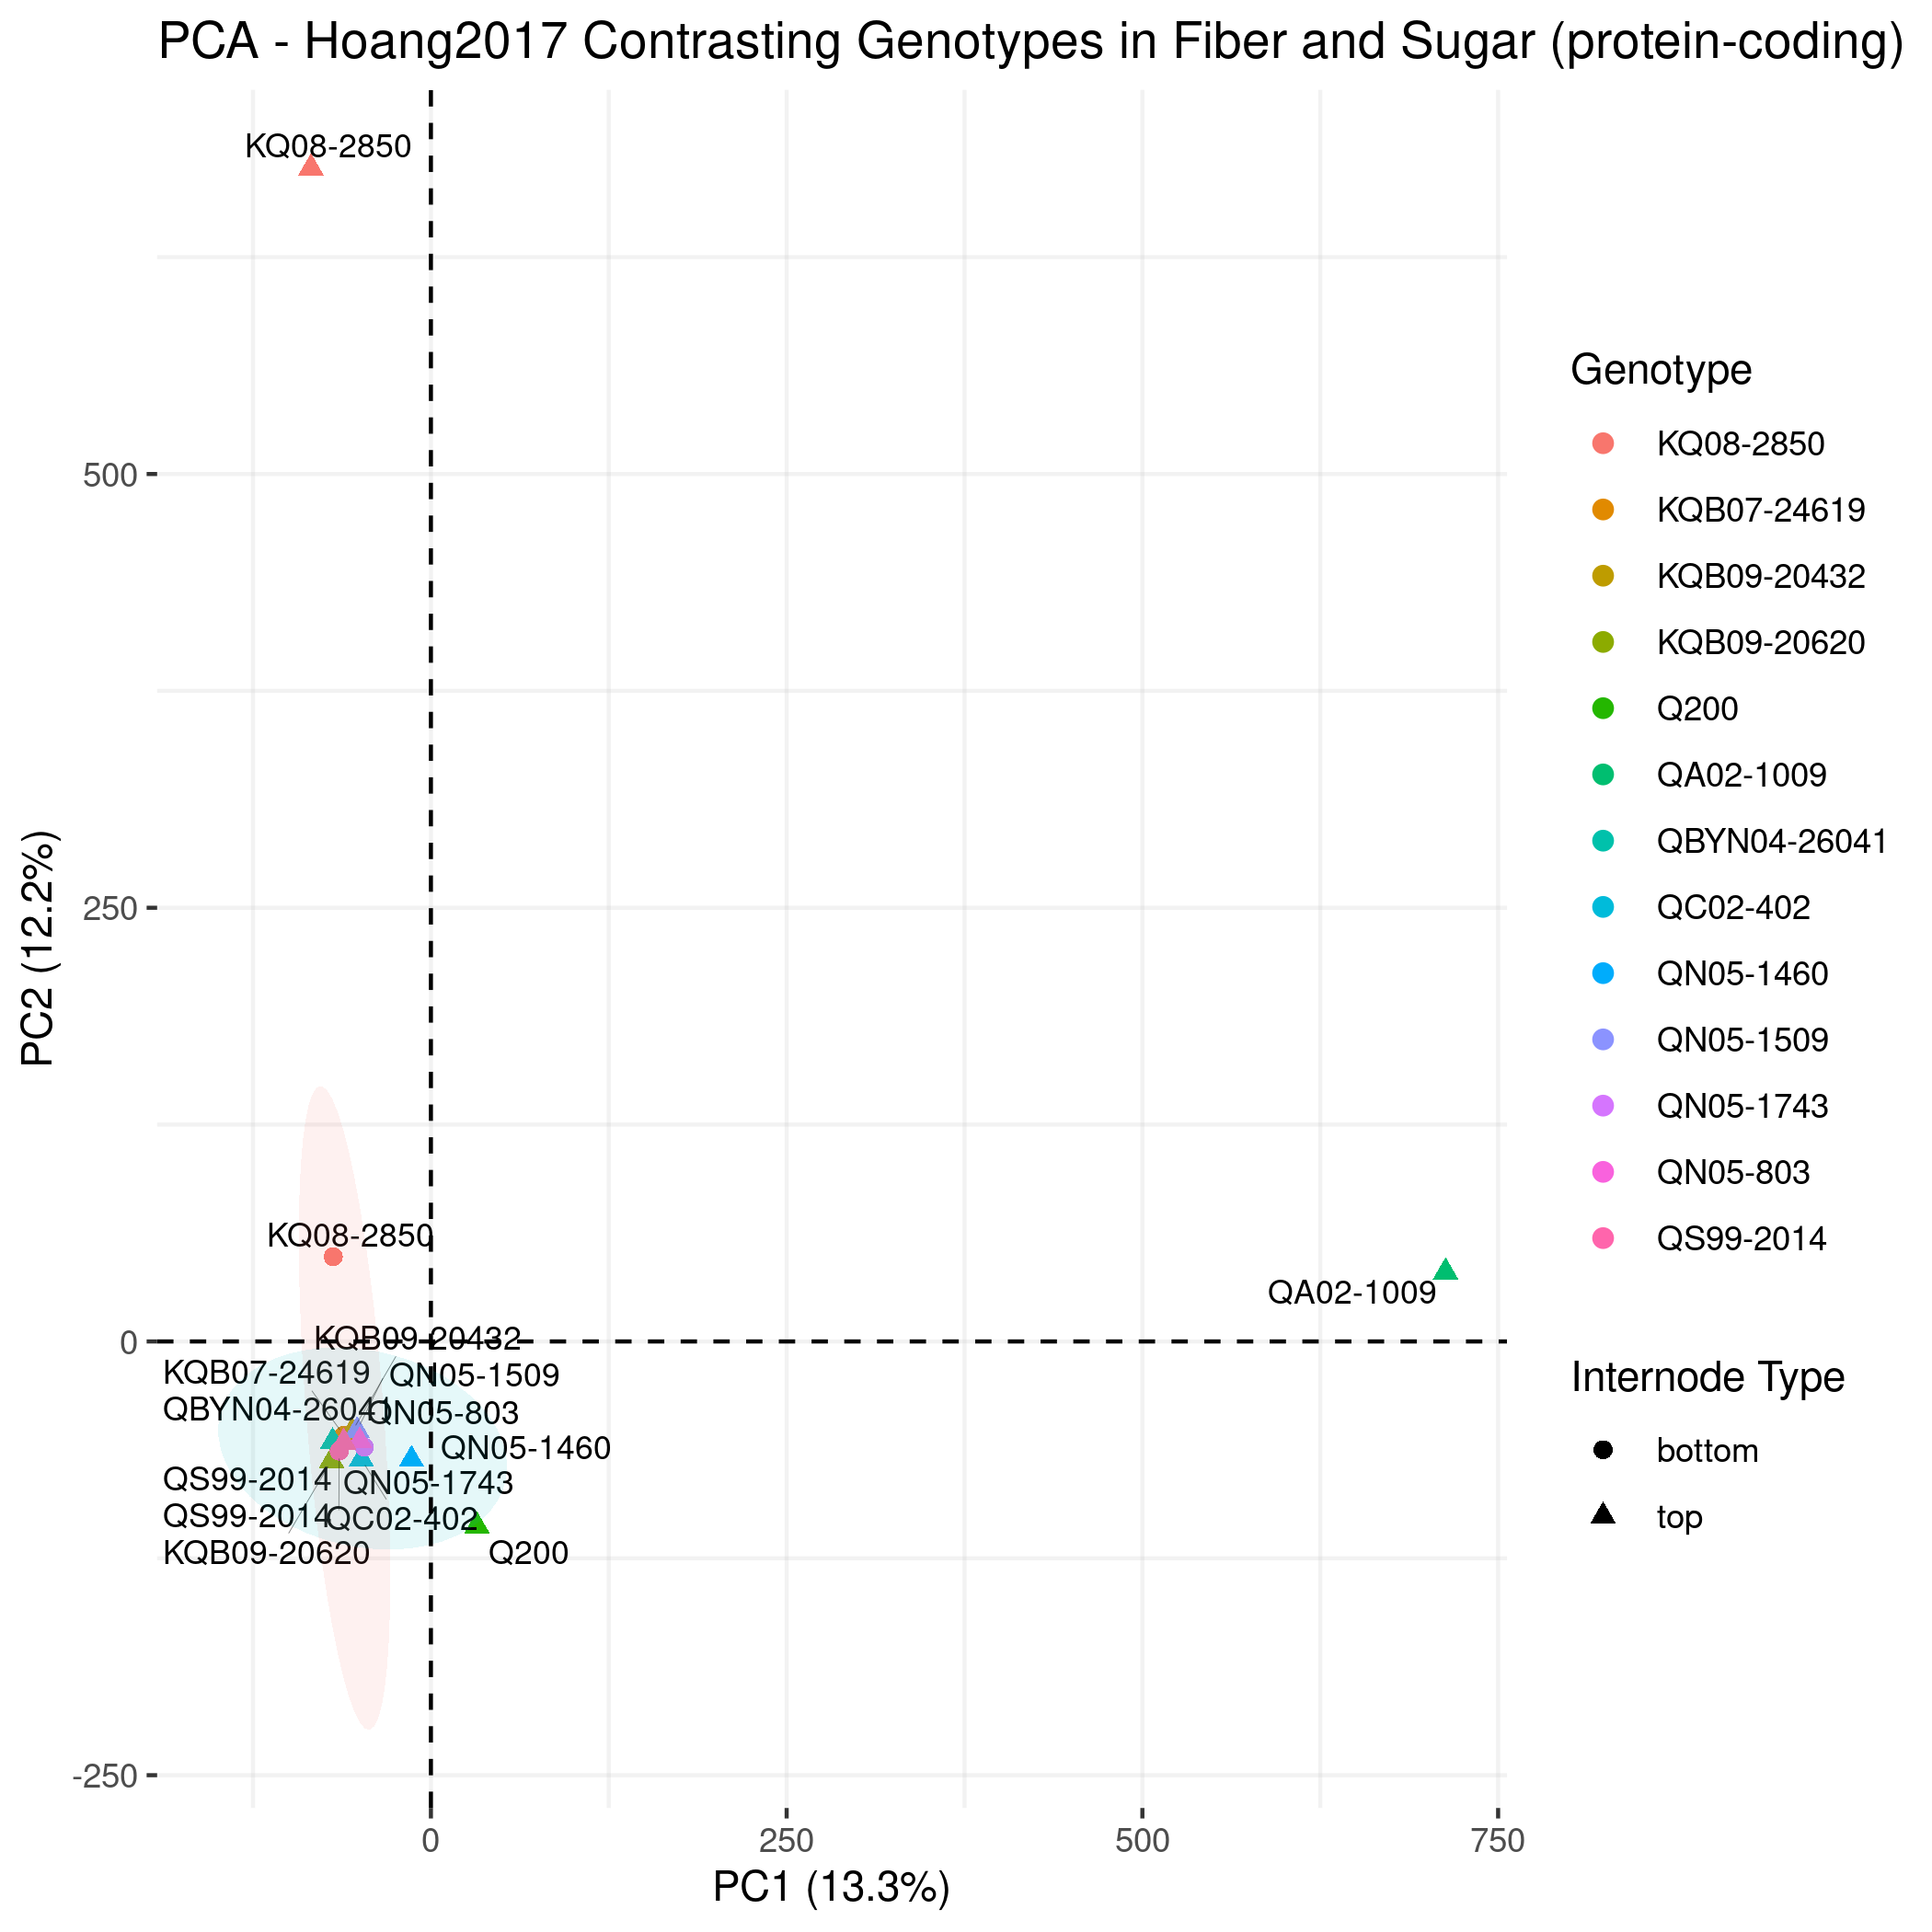 PCA - Hoang2017 Contrasting Genotypes in Fiber and Sugar (protein-coding)
KQ08-2850
500
250
0
-250
PC2 (12.2%)
KQ08-2850
QA02-1009
KQB09-20432
KQB07-24619
QN05-1509
QBYN04-26041
QN05-803
QN05-1460
QS99-2014
QN05-1743
QS99-2014
QC02-402
KQB09-20620
Q200
0
250
500
750
PC1 (13.3%)
Genotype
KQ08-2850
KQB07-24619
KQB09-20432
KQB09-20620
Q200
QA02-1009
QBYN04-26041
QC02-402
QN05-1460
QN05-1509
QN05-1743
QN05-803
QS99-2014
Internode Type
bottom
top